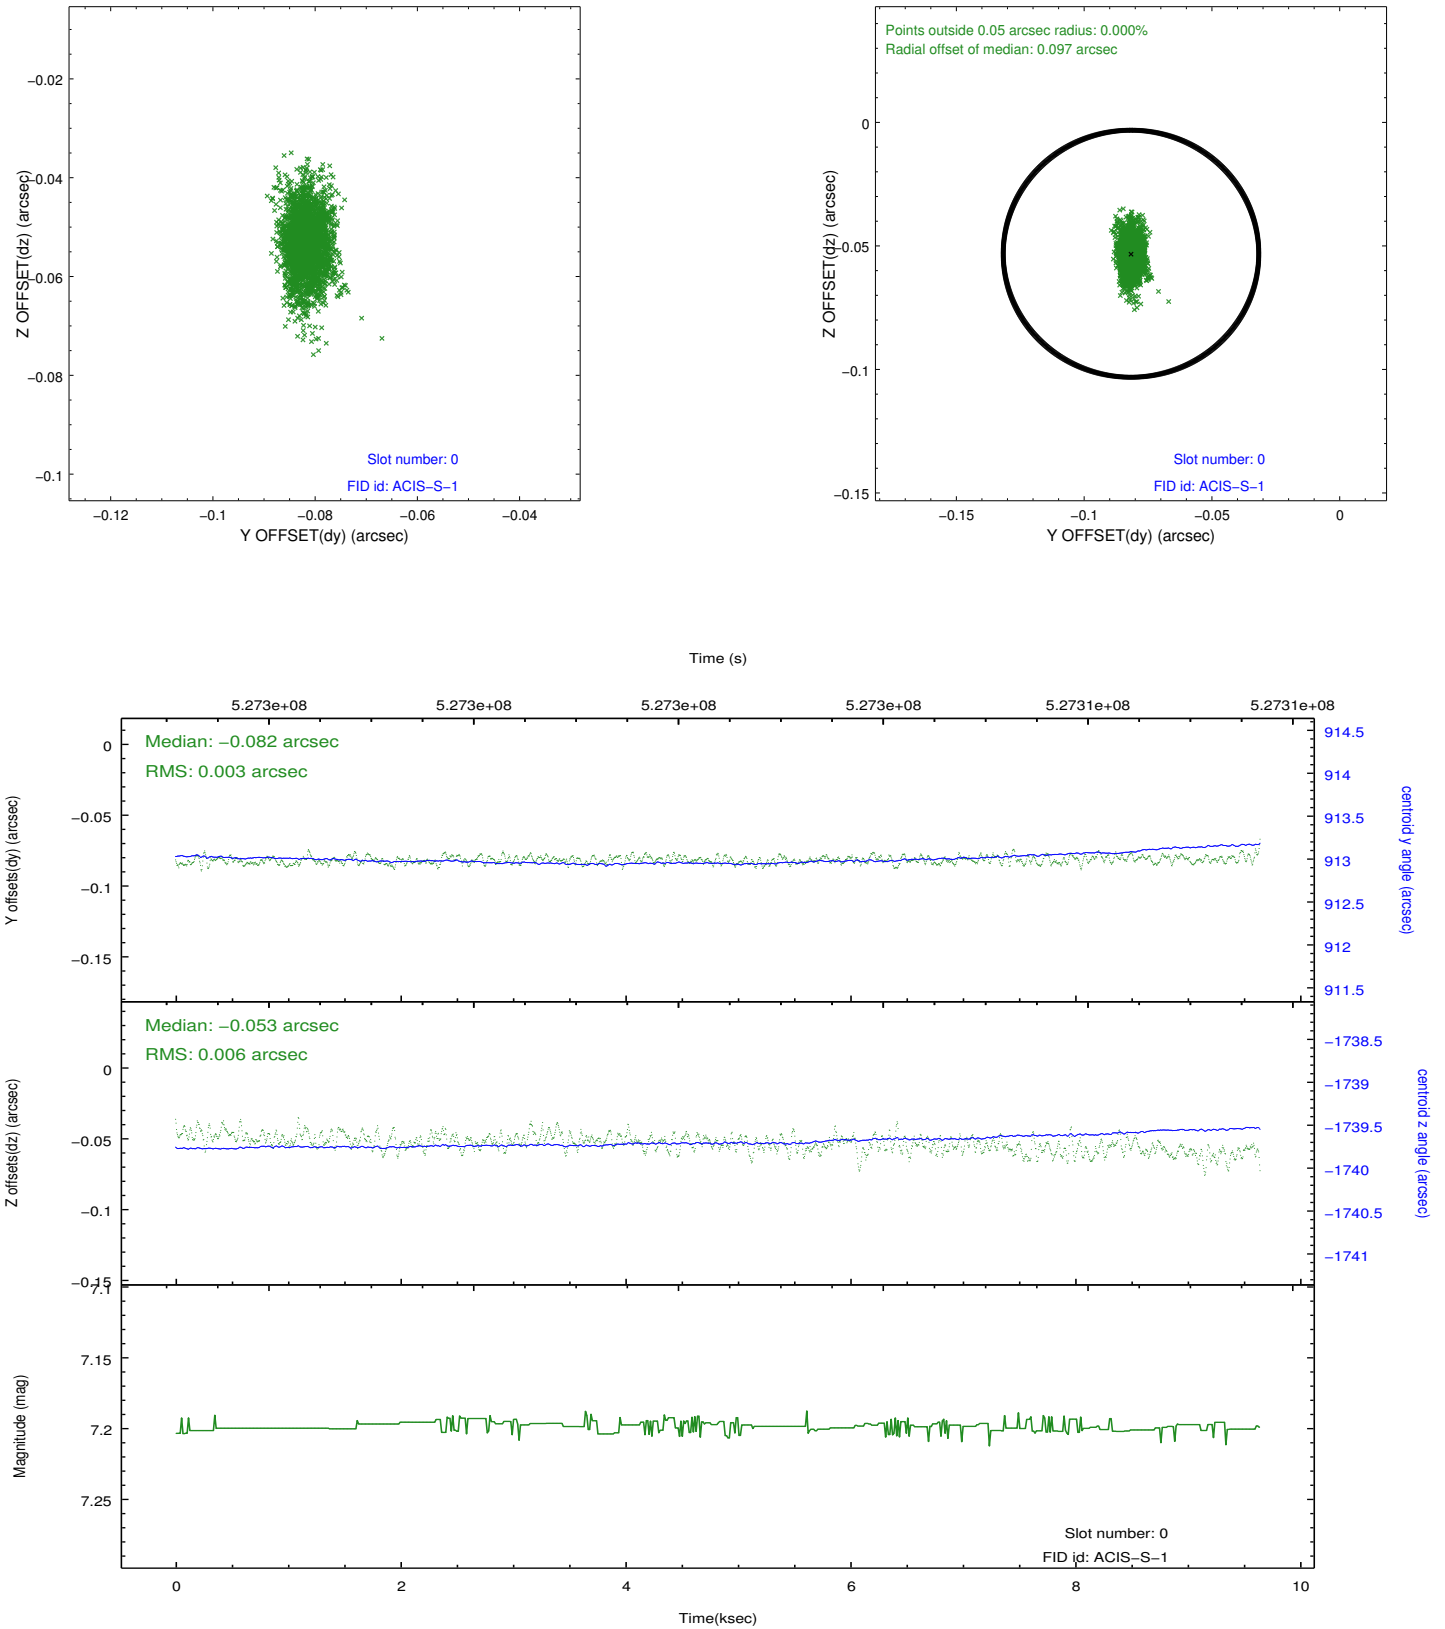 −0.02
−0.04
−0.06
−0.08
−0.1
Z OFFSET(dz) (arcsec)
Slot number: 0
FID id: ACIS−S−1
−0.12
−0.1
−0.08
−0.06
−0.04
Y OFFSET(dy) (arcsec)
Points outside 0.05 arcsec radius: 0.000%
Radial offset of median: 0.097 arcsec
0
−0.05
−0.1
−0.15
Z OFFSET(dz) (arcsec)
Slot number: 0
FID id: ACIS−S−1
−0.15
−0.1
−0.05
0
Y OFFSET(dy) (arcsec)
Time (s)
5.273e+08
5.273e+08
5.273e+08
5.273e+08
5.2731e+08
5.2731e+08
Median: −0.082 arcsec
RMS: 0.003 arcsec
0
−0.05
−0.1
−0.15
Y offsets(dy) (arcsec)
914.5
914
913.5
913
912.5
912
911.5
centroid y angle (arcsec)
Median: −0.053 arcsec
RMS: 0.006 arcsec
0
−0.05
−0.1
−0.15
Z offsets(dz) (arcsec)
−1738.5
−1739
−1739.5
−1740
−1740.5
−1741
centroid z angle (arcsec)
7.1
7.15
7.2
7.25
Magnitude (mag)
Slot number: 0
FID id: ACIS−S−1
0
2
4
6
8
10
Time(ksec)